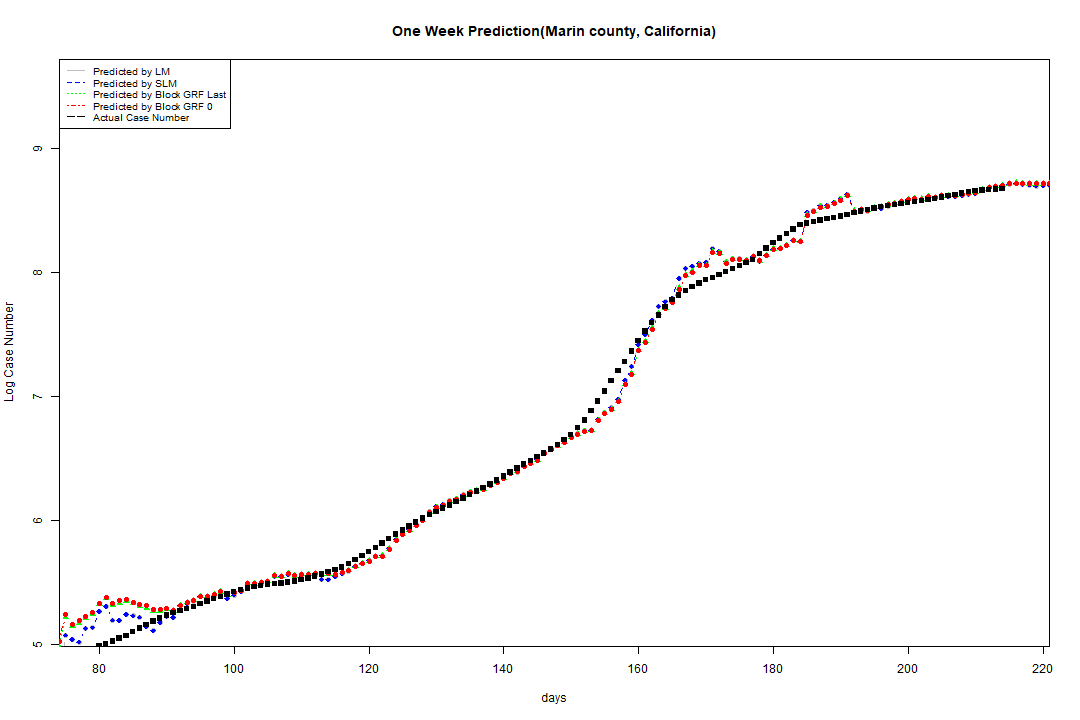 One Week Prediction(Marin county, California)
Predicted by LM
Predicted by SLM
Predicted by Block GRF Last
Predicted by Block GRF 0
Actual Case Number
9
8
7
6
5
Log Case Number
80 100 120 140 160 180 200 220
days